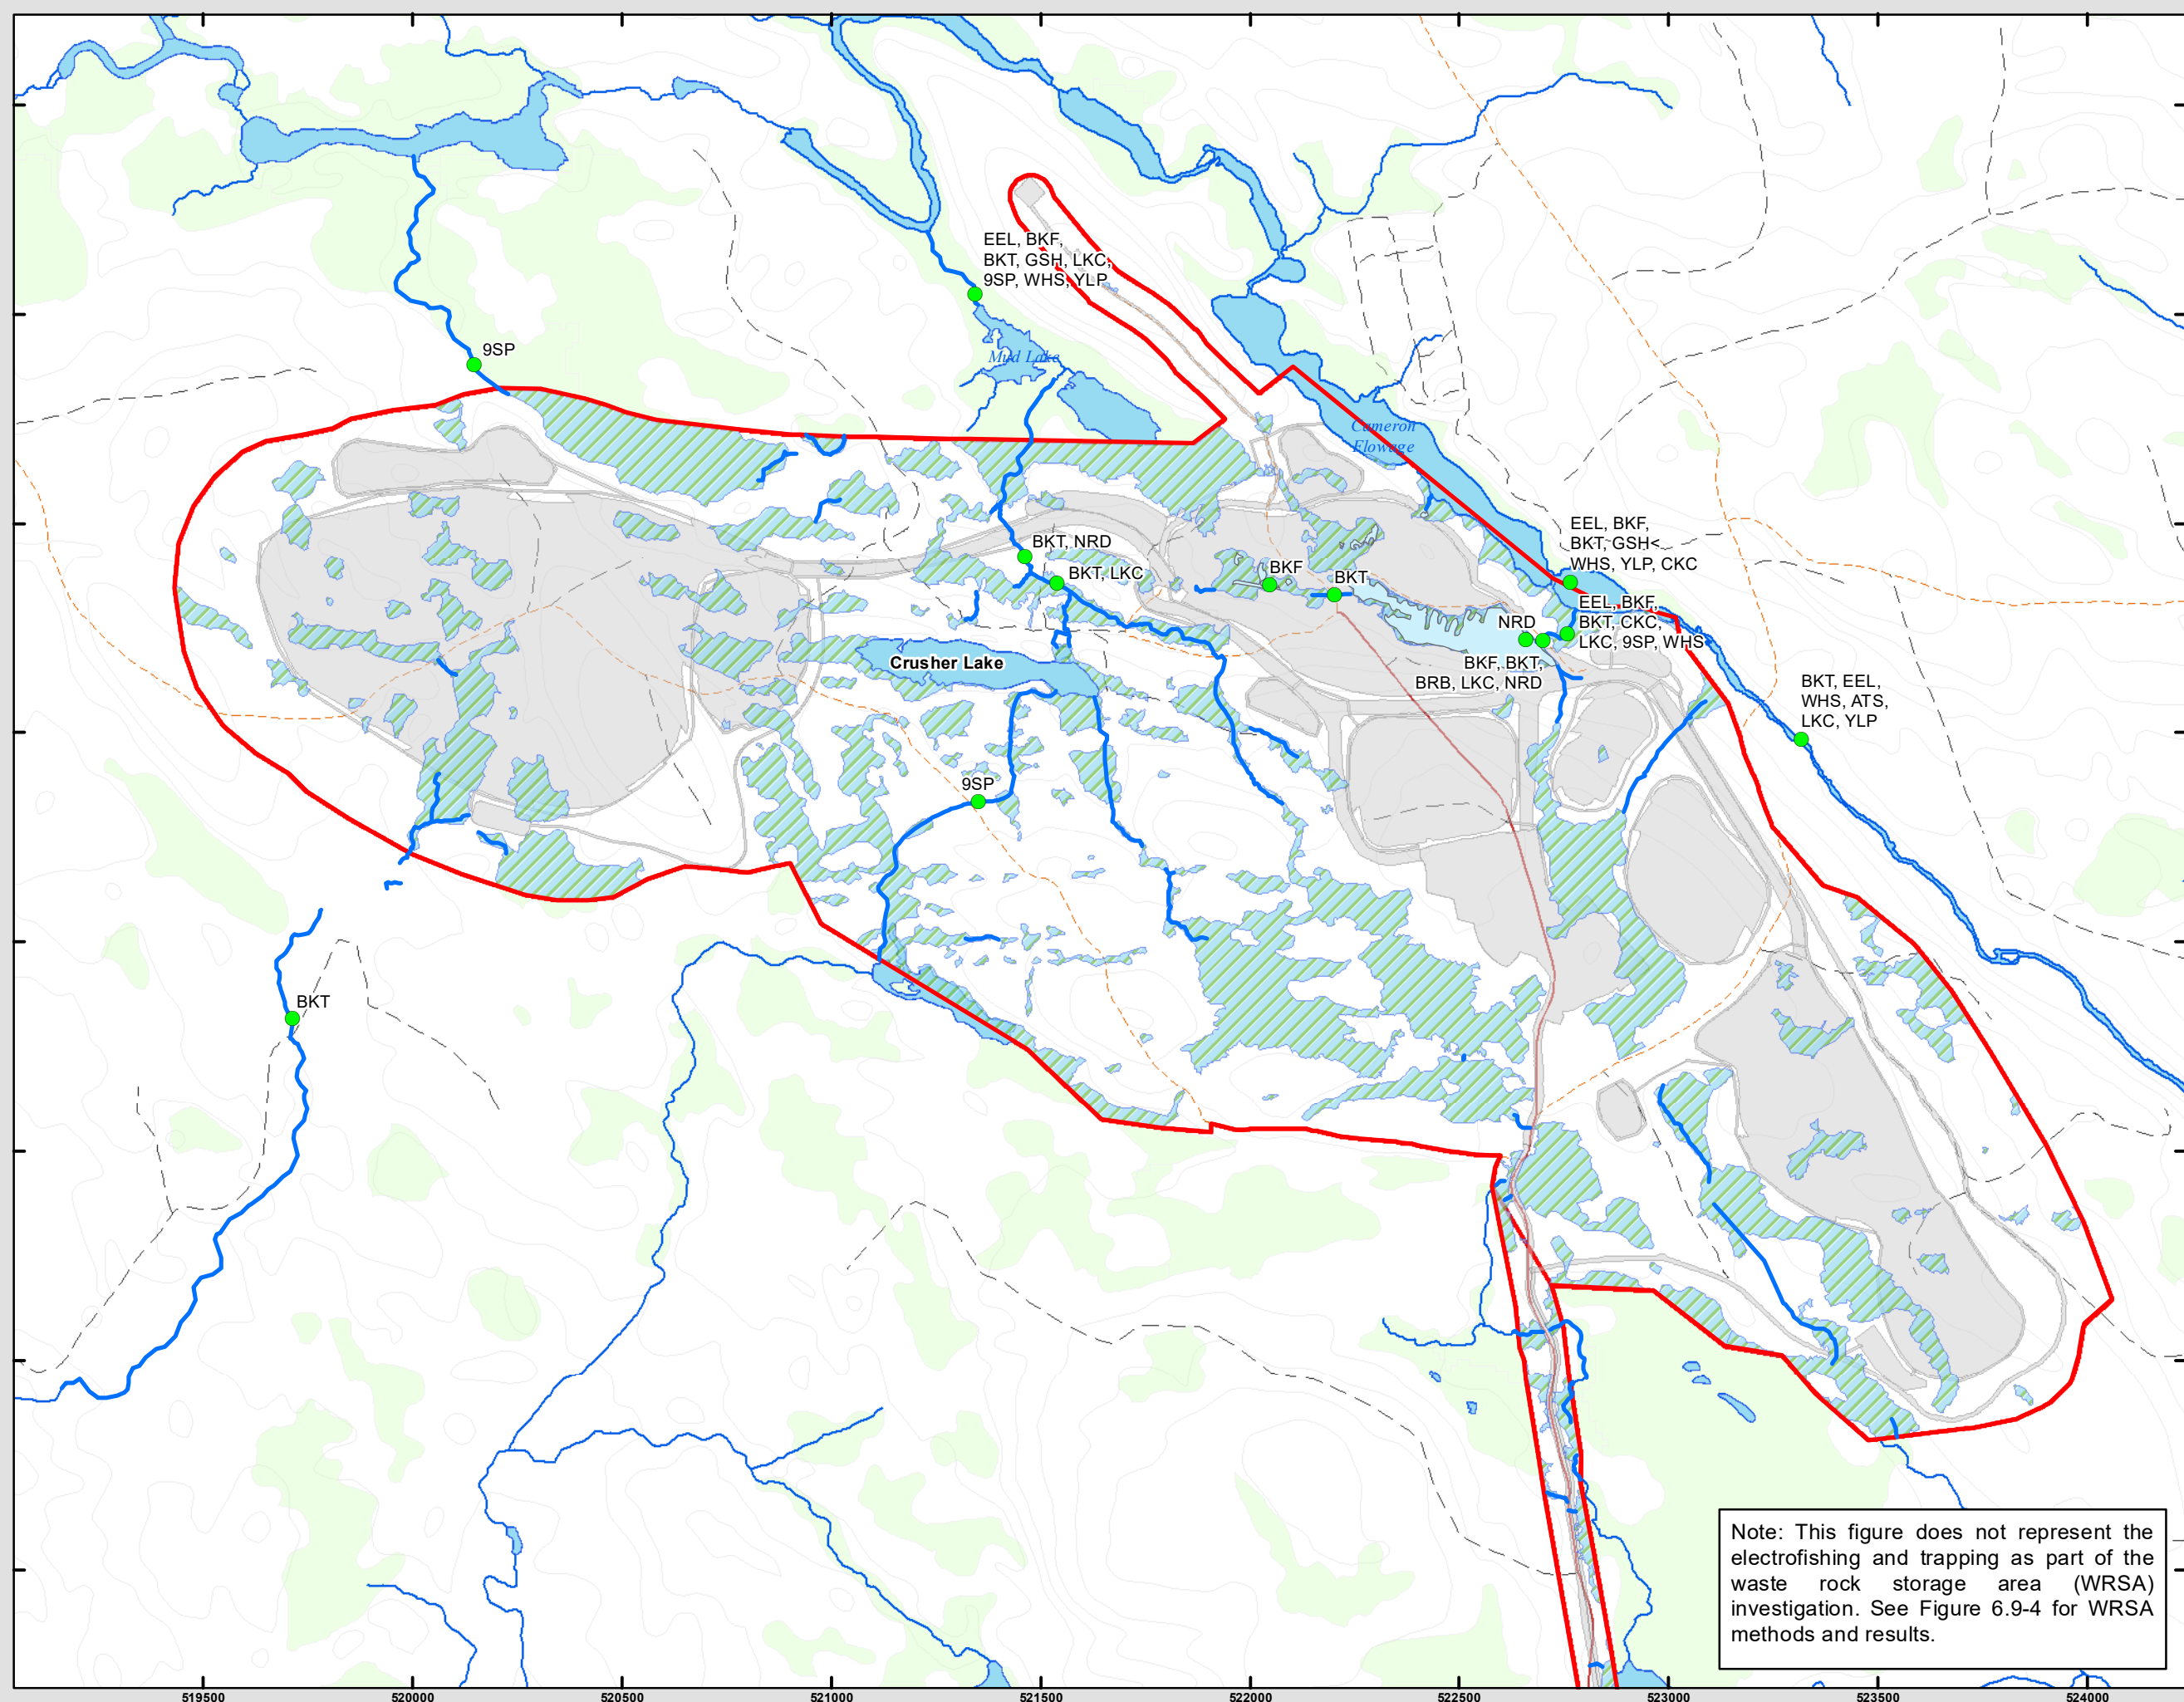 EEL, BKF,
BKT, GSH, LKC,
9SP, WHS, YLP
9SP
Mud Lake
Cameron
Flowage
EEL, BKF,
BKT, GSH<
WHS, YLP, CKC
BKT, NRD
BKT, LKC
BKF
BKT
NRD
EEL, BKF,
BKT, CKC,
LKC, 9SP, WHS
Crusher Lake
BKF, BKT,
BRB, LKC, NRD
BKT, EEL,
WHS, ATS,
LKC, YLP
9SP
BKT
Note: This figure does not represent the
electrofishing and trapping as part of the
waste rock storage area (WRSA)
investigation. See Figure 6.9-4 for WRSA
methods and results.
519500 520000 520500 521000 521500 522000 522500 523000 523500 524000